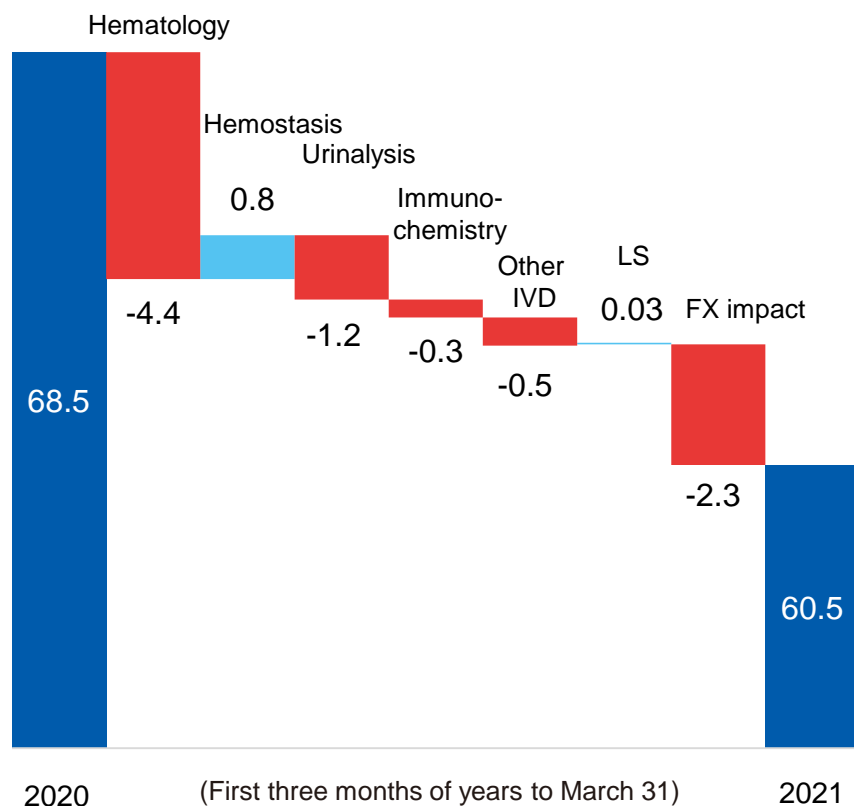 Hematology
Hemostasis
Urinalysis
0.8
Immuno-
chemistry
Other
IVD
LS
0.03
FX impact
-4.4
-1.2
-0.3
-0.5
68.5
-2.3
60.5
2020
(First three months of years to March 31)
2021